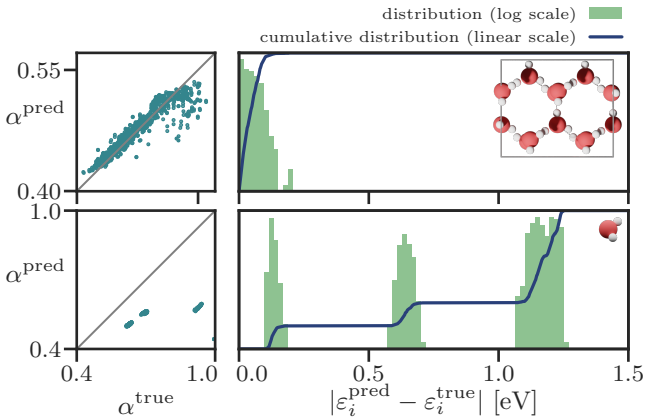 distribution (log scale)
cumulative distribution (linear scale)
0.55
α^pred
0.40
1.0
α^pred
0.4
0.4 1.0 0.0 0.5 1.0 1.5
α^true |ε_i^pred − ε_i^true| [eV]